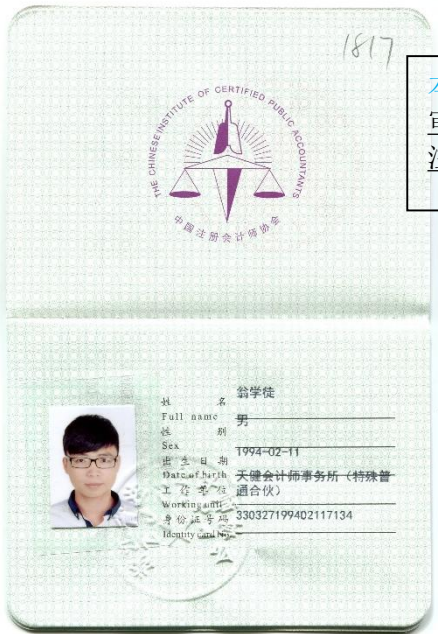 1817
THE CHINESE INSTITUTE OF CERTIFIED PUBLIC ACCOUNTANTS
中国注册会计师协会
姓 名 翁学徒
Full name
性 别 男
Sex
出生日期 1994-02-11
Date of birth
工作单位 天健会计师事务所（特殊普
通合伙）
Working unit
身份证号码 330327199402117134
Identity card No